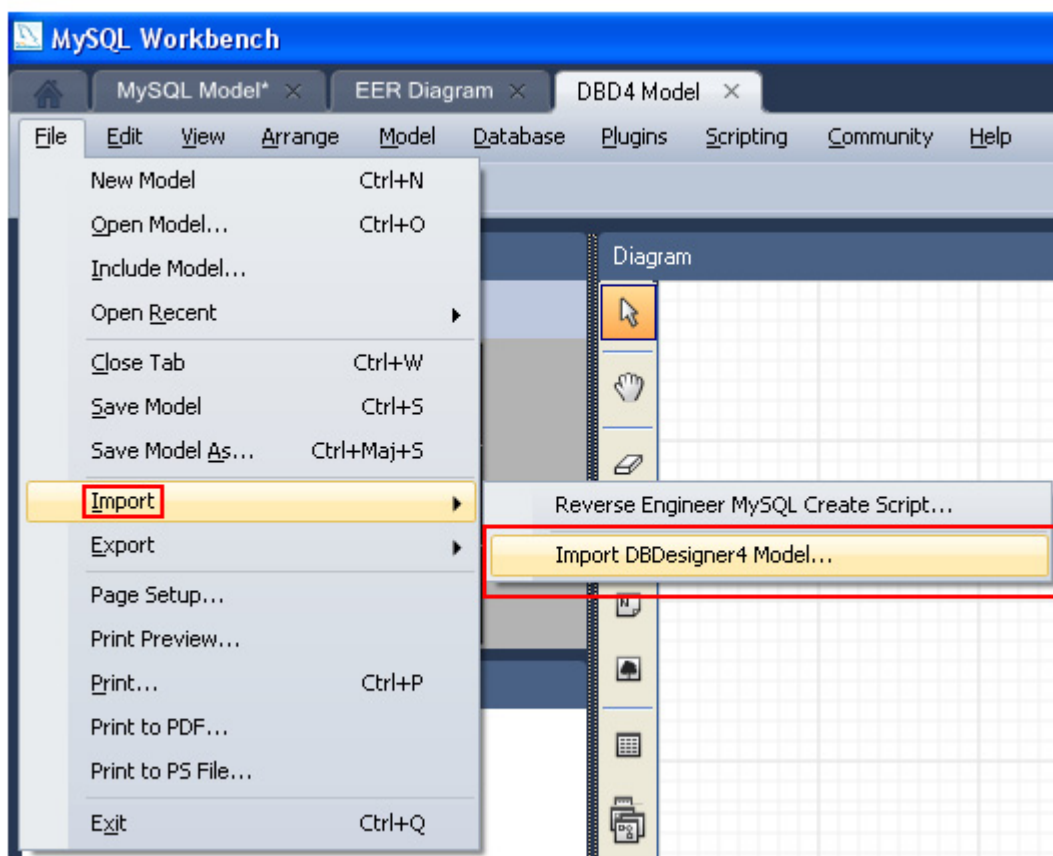 MySQL Workbench
MySQL Model* EER Diagram DBD4 Model
File Edit View Arrange Model Database Plugins Scripting Community Help
New Model Ctrl+N
Open Model... Ctrl+O
Include Model...
Open Recent
Diagram
Close Tab Ctrl+W
Save Model Ctrl+S
Save Model As... Ctrl+Maj+S
Import
Reverse Engineer MySQL Create Script...
Export
Import DBDesigner4 Model...
Page Setup...
Print Preview...
Print... Ctrl+P
Print to PDF...
Print to PS File...
Exit Ctrl+Q